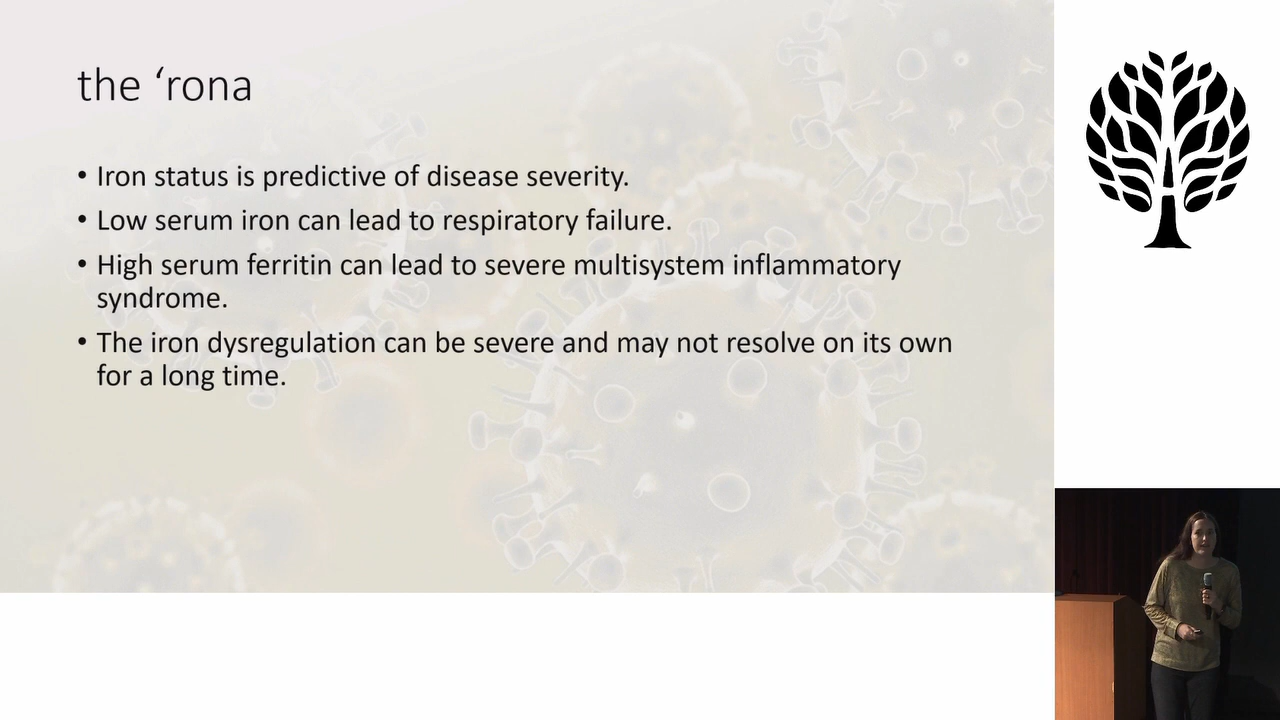 the ‘rona
• Iron status is predictive of disease severity.
• Low serum iron can lead to respiratory failure.
• High serum ferritin can lead to severe multisystem inflammatory
syndrome.
• The iron dysregulation can be severe and may not resolve on its own
for a long time.